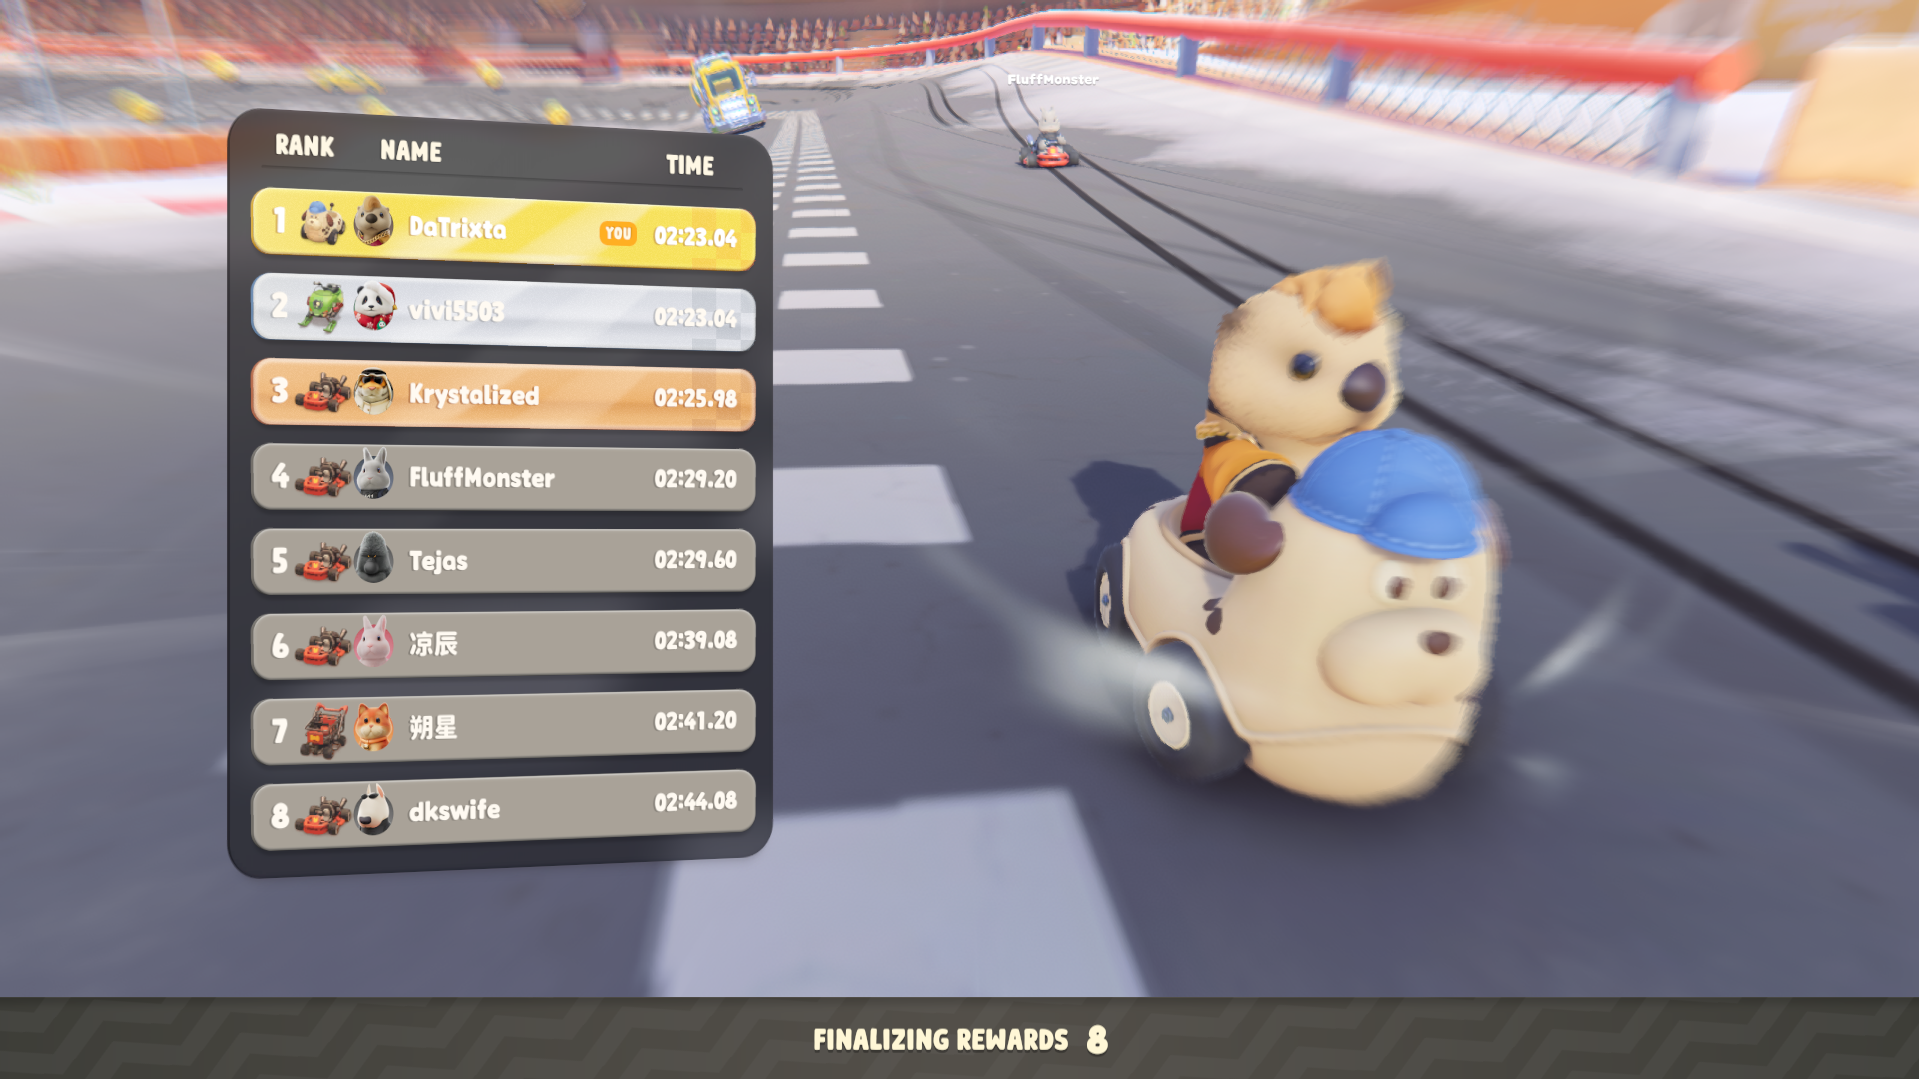 FluffMonster
RANK NAME TIME
1 DaTrixta YOU 02:23.04
2 vivi5503 02:23.04
3 Krystalized 02:25.98
4 FluffMonster 02:29.20
5 Tejas 02:29.60
6 凉辰 02:39.08
7 朔星 02:41.20
8 dkswife 02:44.08
FINALIZING REWARDS 8